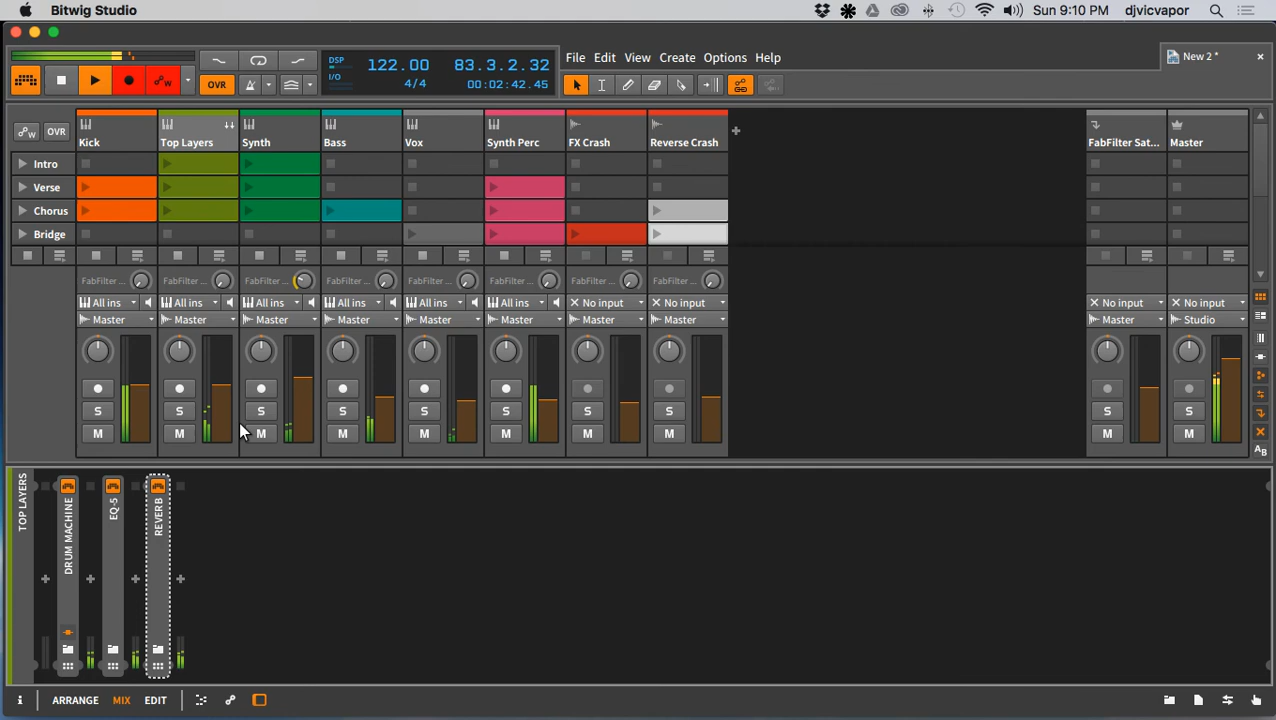 Bitwig Studio
Sun 9:10 PM
djvicvapor
OVR
DSP
I/O
122.00
4/4
83.3.2.32
00:02:42.45
File Edit View Create Options Help
New 2 *
OVR
Kick
Top Layers
Synth
Bass
Vox
Synth Perc
FX Crash
Reverse Crash
FabFilter Sat...
Master
Intro
Verse
Chorus
Bridge
FabFilter ...
FabFilter ...
FabFilter ...
FabFilter ...
FabFilter ...
FabFilter ...
FabFilter ...
FabFilter ...
All ins
All ins
All ins
All ins
All ins
All ins
No input
No input
No input
No input
Master
Master
Master
Master
Master
Master
Master
Master
Master
Studio
S
S
S
S
S
S
S
S
S
S
M
M
M
M
M
M
M
M
M
M
AB
TOP LAYERS
DRUM MACHINE
EQ-5
REVERB
i
ARRANGE
MIX
EDIT